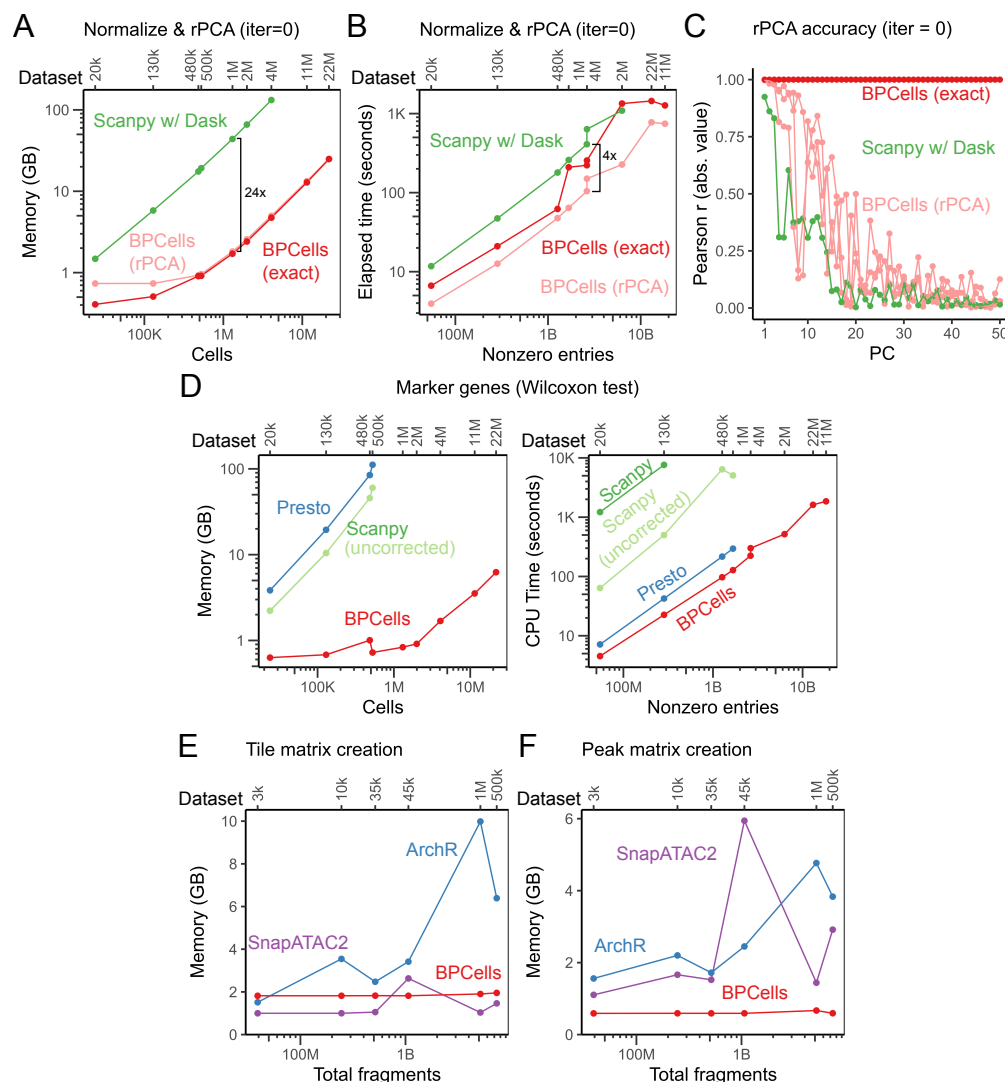 A
Normalize & rPCA (iter=0)
Dataset
20k
130k
480k
500k
1M
2M
4M
11M
22M
Memory (GB)
100
10
1
Scanpy w/ Dask
24x
BPCells
(rPCA)
BPCells
(exact)
100K
1M
10M
Cells
B
Normalize & rPCA (iter=0)
Dataset
20k
130k
480k
1M
4M
2M
22M
11M
Elapsed time (seconds)
1K
100
10
Scanpy w/ Dask
4x
BPCells (exact)
BPCells (rPCA)
100M
1B
10B
Nonzero entries
C
rPCA accuracy (iter = 0)
Pearson r (abs. value)
1.00
0.75
0.50
0.25
0.00
BPCells (exact)
Scanpy w/ Dask
BPCells (rPCA)
1
10
20
30
40
50
PC
D
Marker genes (Wilcoxon test)
Dataset
20k
130k
480k
500k
1M
2M
4M
11M
22M
Memory (GB)
100
10
1
Presto
Scanpy
(uncorrected)
BPCells
100K
1M
10M
Cells
Dataset
20k
130k
480k
1M
4M
2M
22M
11M
CPU Time (seconds)
10K
1K
100
10
Scanpy
Scanpy
(uncorrected)
Presto
BPCells
100M
1B
10B
Nonzero entries
E
Tile matrix creation
Dataset
3k
10k
35k
45k
1M
500k
Memory (GB)
10
8
6
4
2
0
ArchR
SnapATAC2
BPCells
100M
1B
Total fragments
F
Peak matrix creation
Dataset
3k
10k
35k
45k
1M
500k
Memory (GB)
6
4
2
0
SnapATAC2
ArchR
BPCells
100M
1B
Total fragments